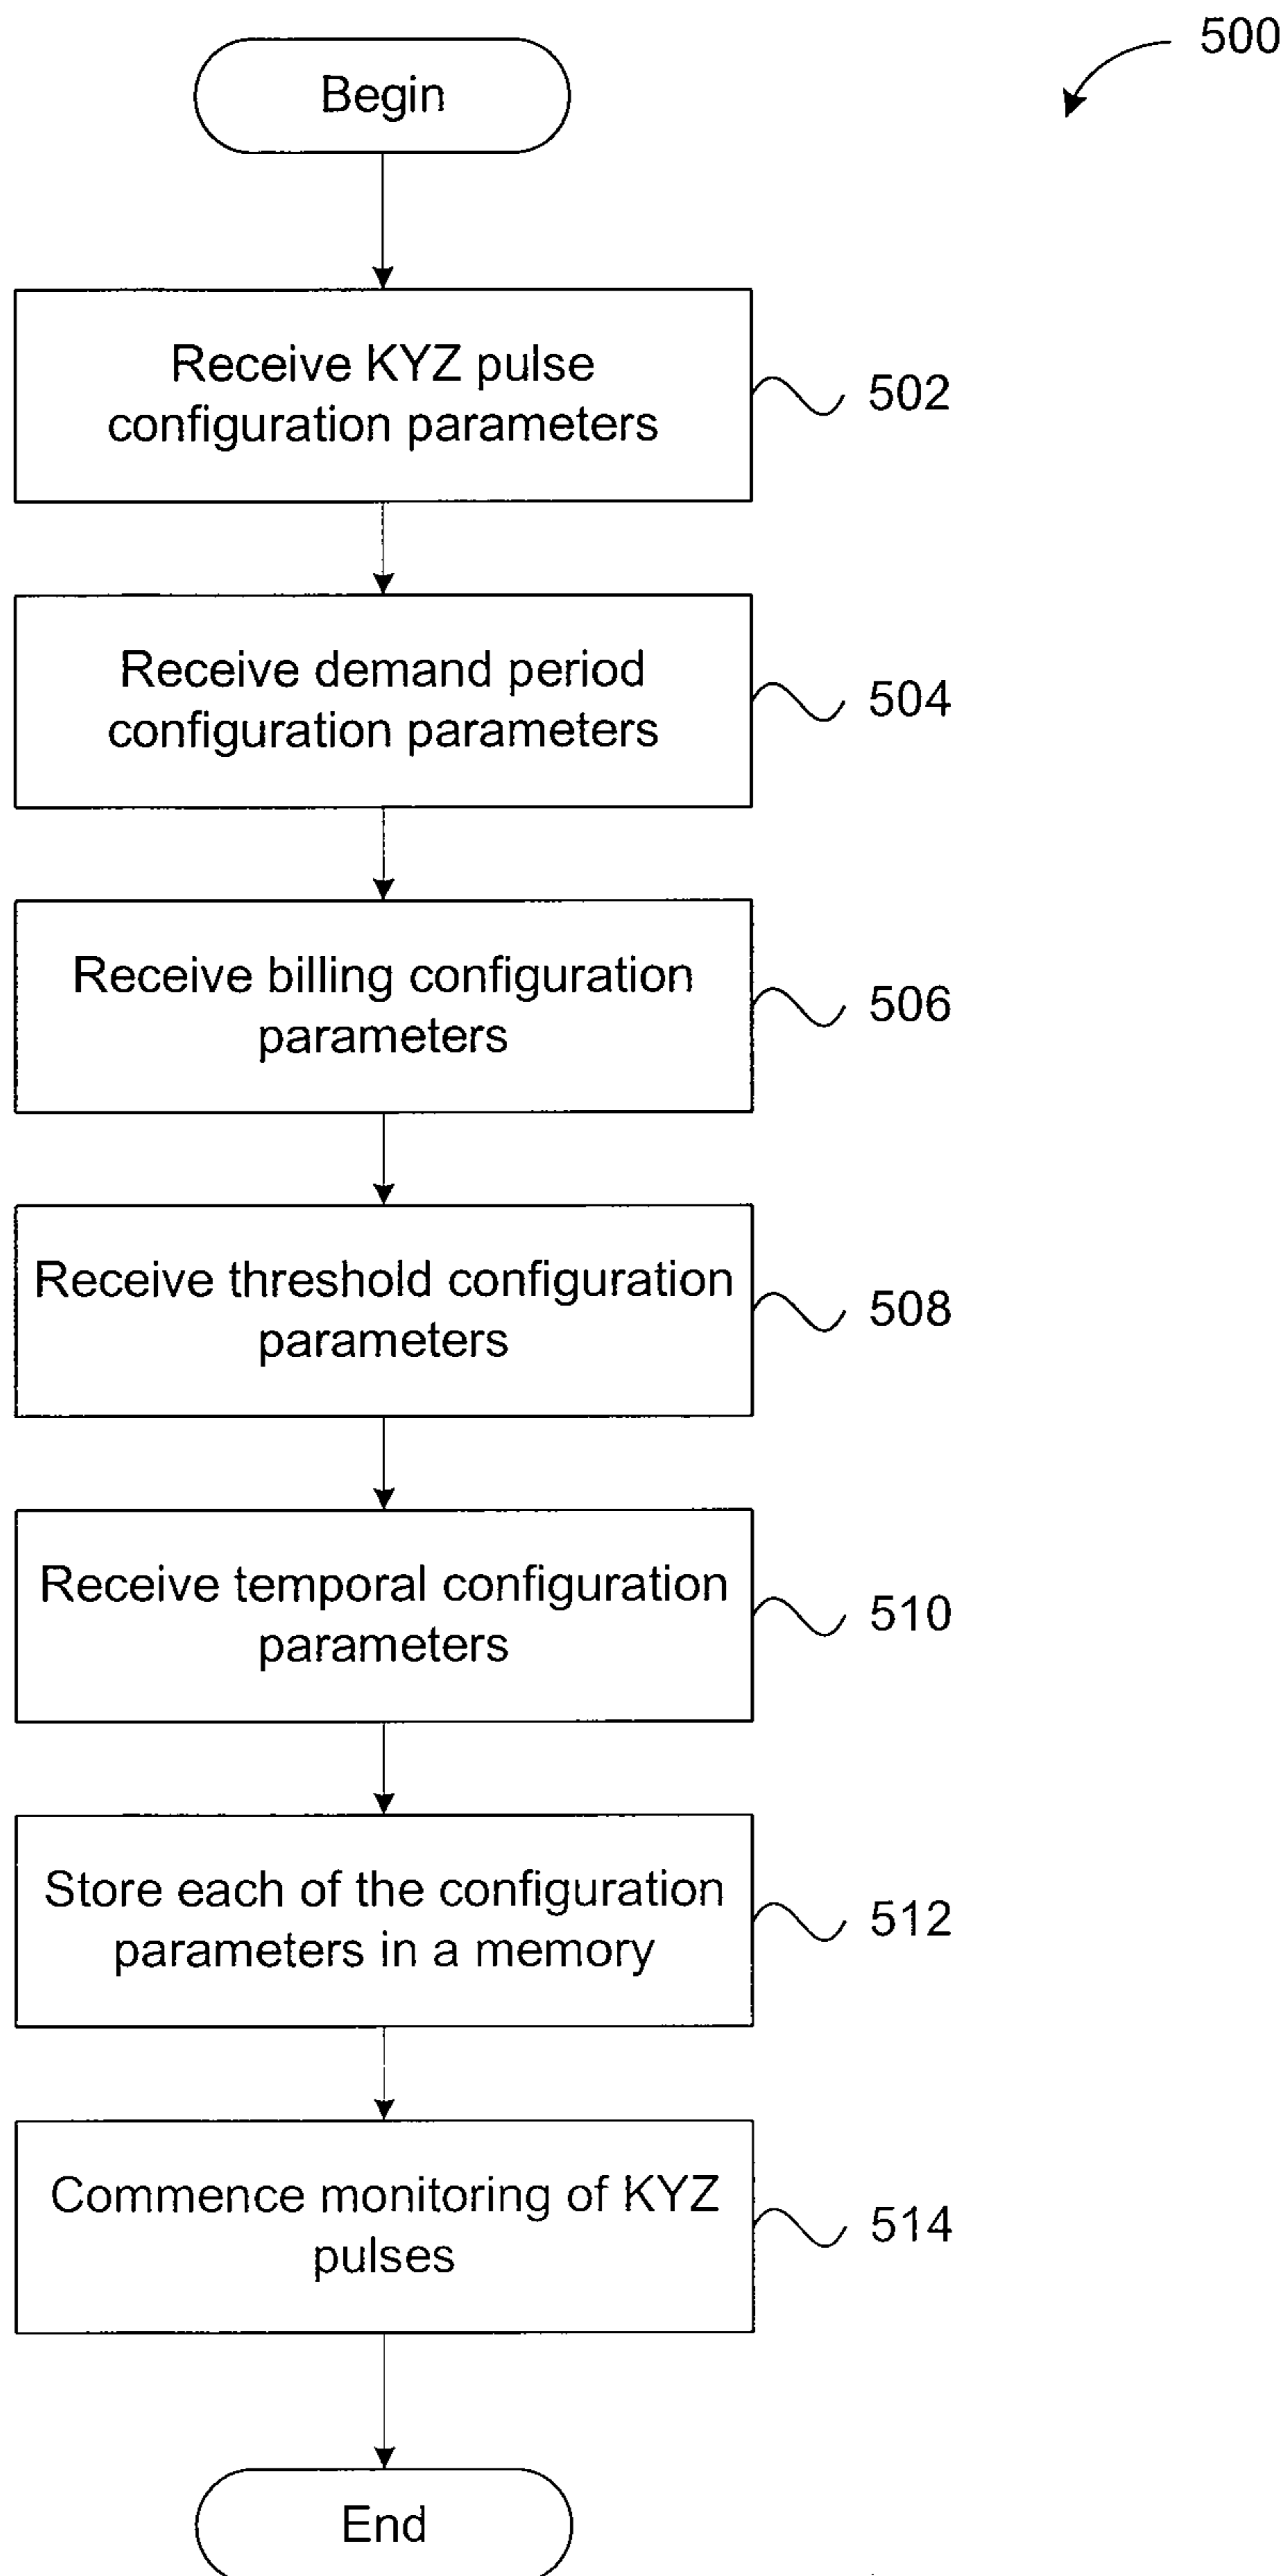 500
Begin
Receive KYZ pulse
configuration parameters
502
Receive demand period
configuration parameters
504
Receive billing configuration
parameters
506
Receive threshold configuration
parameters
508
Receive temporal configuration
parameters
510
Store each of the configuration
parameters in a memory
512
Commence monitoring of KYZ
pulses
514
End